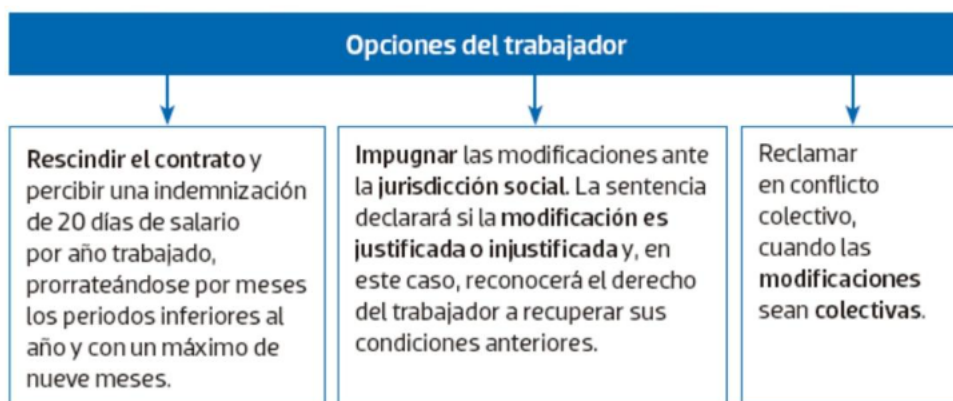 Opciones del trabajador
Rescindir el contrato y
percibir una indemnización
de 20 días de salario
por año trabajado,
prorrateándose por meses
los periodos inferiores al
año y con un máximo de
nueve meses.
Impugnar las modificaciones ante
la jurisdicción social. La sentencia
declarará si la modificación es
justificada o injustificada y, en
este caso, reconocerá el derecho
del trabajador a recuperar sus
condiciones anteriores.
Reclamar
en conflicto
colectivo,
cuando las
modificaciones
sean colectivas.